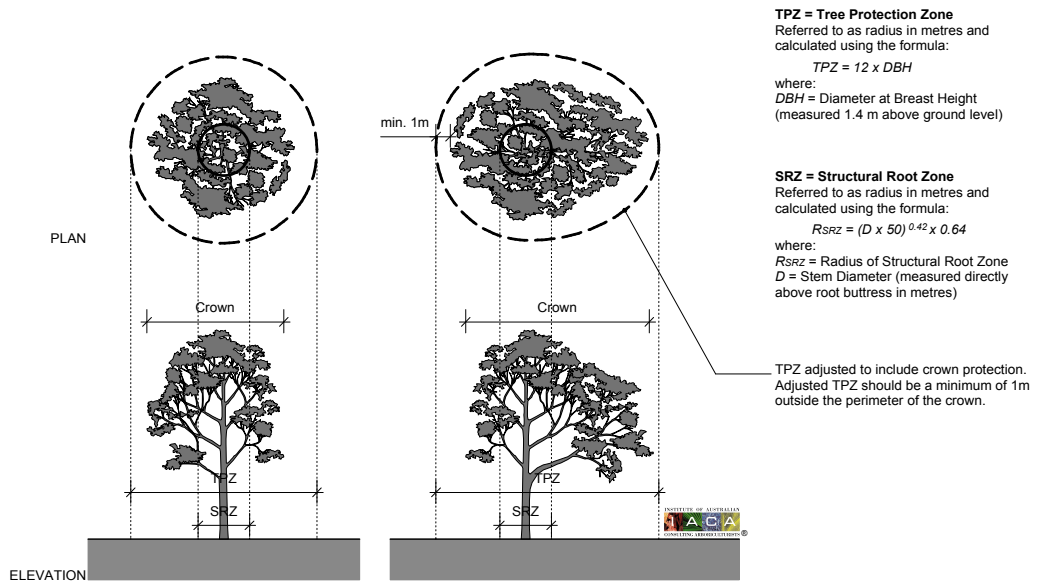 TPZ = Tree Protection Zone
Referred to as radius in metres and
calculated using the formula:
TPZ = 12 x DBH
where:
DBH = Diameter at Breast Height
(measured 1.4 m above ground level)
SRZ = Structural Root Zone
Referred to as radius in metres and
calculated using the formula:
RSRZ = (D x 50) 0.42 x 0.64
where:
RSRZ = Radius of Structural Root Zone
D = Stem Diameter (measured directly
above root buttress in metres)
TPZ adjusted to include crown protection.
Adjusted TPZ should be a minimum of 1m
outside the perimeter of the crown.
min. 1m
PLAN
Crown
Crown
TPZ
TPZ
SRZ
SRZ
INSTITUTE OF AUSTRALIAN
IACA
CONSULTING ARBORICULTURISTS ®
ELEVATION